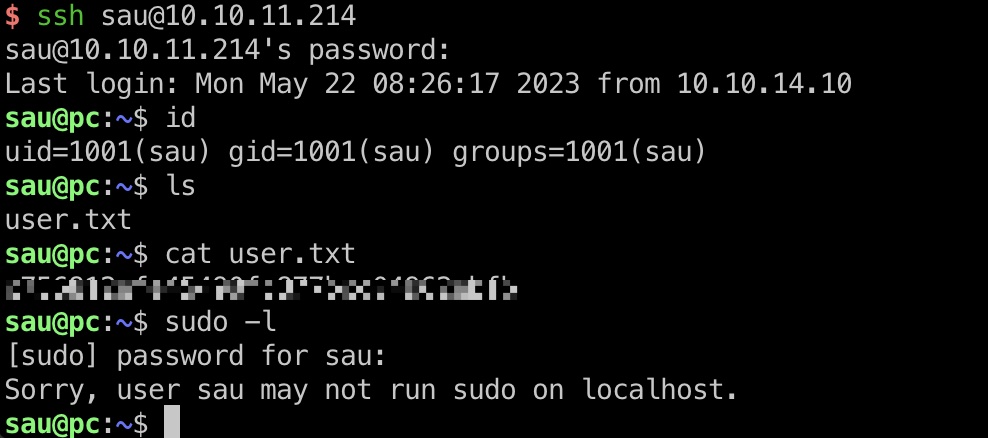 $ ssh sau@10.10.11.214
sau@10.10.11.214's password:
Last login: Mon May 22 08:26:17 2023 from 10.10.14.10
sau@pc:~$ id
uid=1001(sau) gid=1001(sau) groups=1001(sau)
sau@pc:~$ ls
user.txt
sau@pc:~$ cat user.txt
sau@pc:~$ sudo -l
[sudo] password for sau:
Sorry, user sau may not run sudo on localhost.
sau@pc:~$